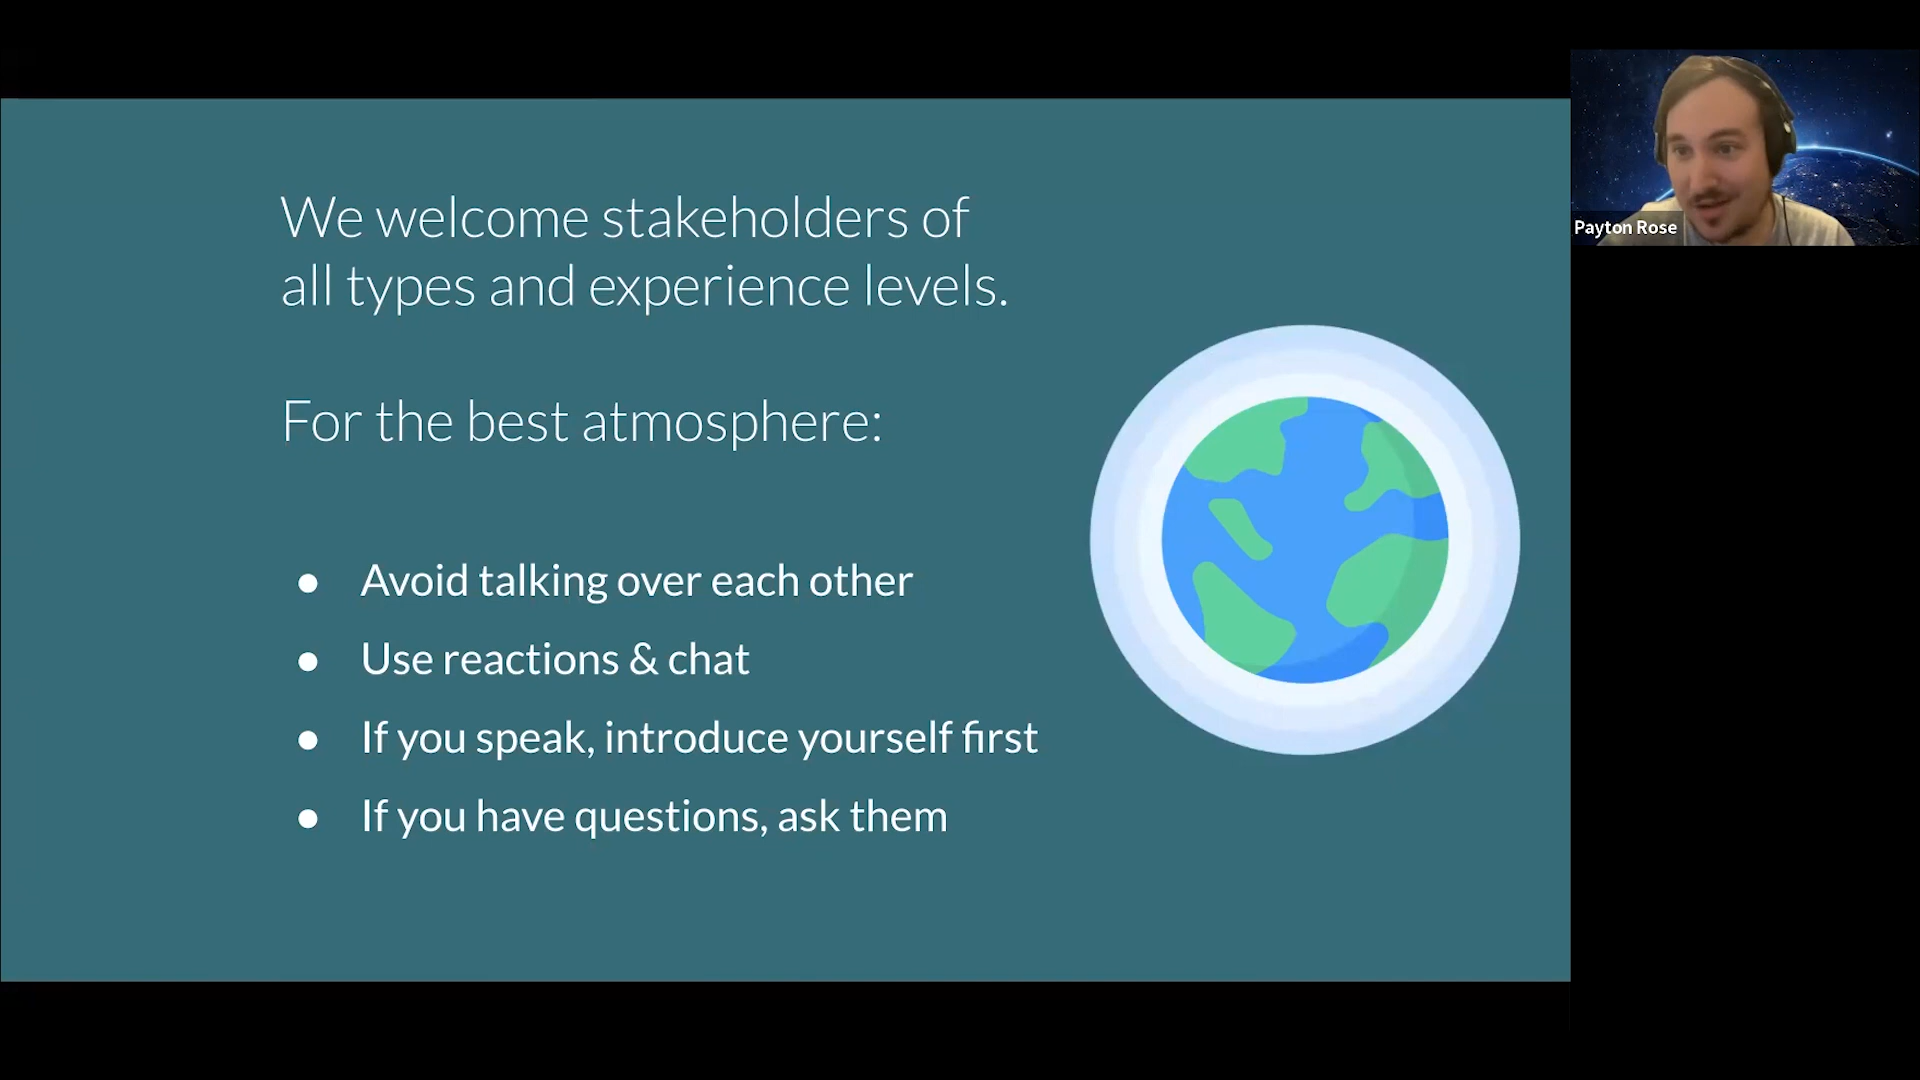 We welcome stakeholders of
all types and experience levels.
For the best atmosphere:
● Avoid talking over each other
● Use reactions & chat
● If you speak, introduce yourself first
● If you have questions, ask them
Payton Rose